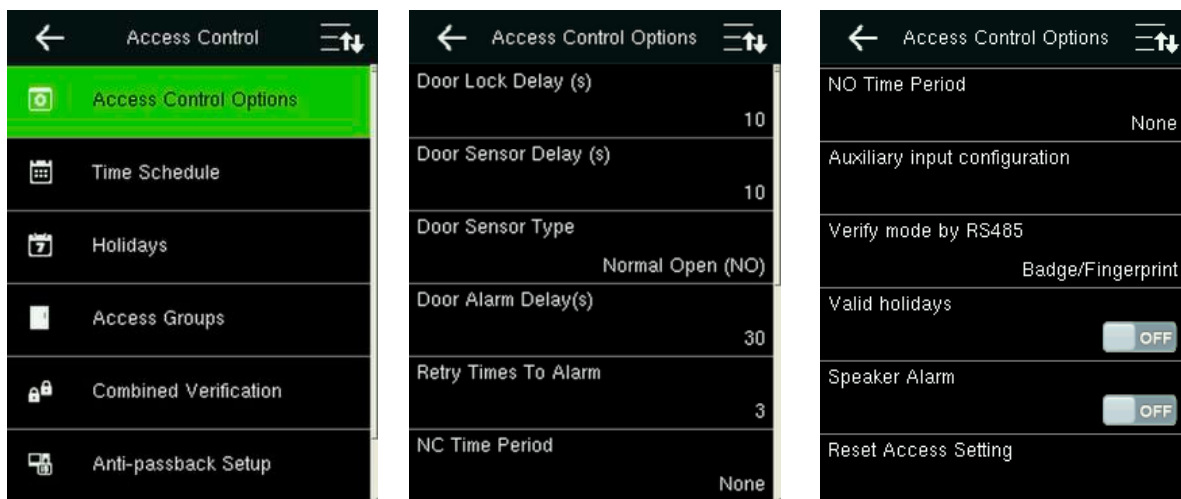 Access Control
Access Control Options
Time Schedule
Holidays
Access Groups
Combined Verification
Anti-passback Setup
Access Control Options
Door Lock Delay (s)
10
Door Sensor Delay (s)
10
Door Sensor Type
Normal Open (NO)
Door Alarm Delay(s)
30
Retry Times To Alarm
3
NC Time Period
None
Access Control Options
NO Time Period
None
Auxiliary input configuration
Verify mode by RS485
Badge/Fingerprint
Valid holidays
OFF
Speaker Alarm
OFF
Reset Access Setting